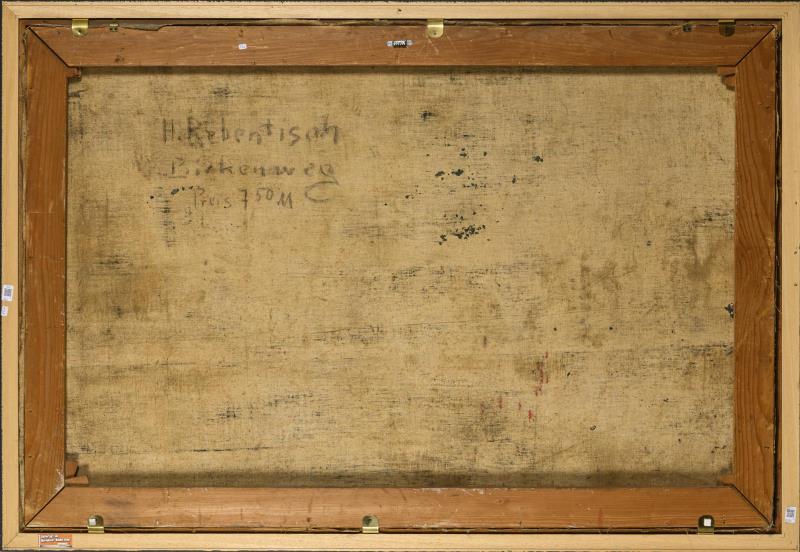 H. Rebentisch
Birkenweg
Preis 750 M